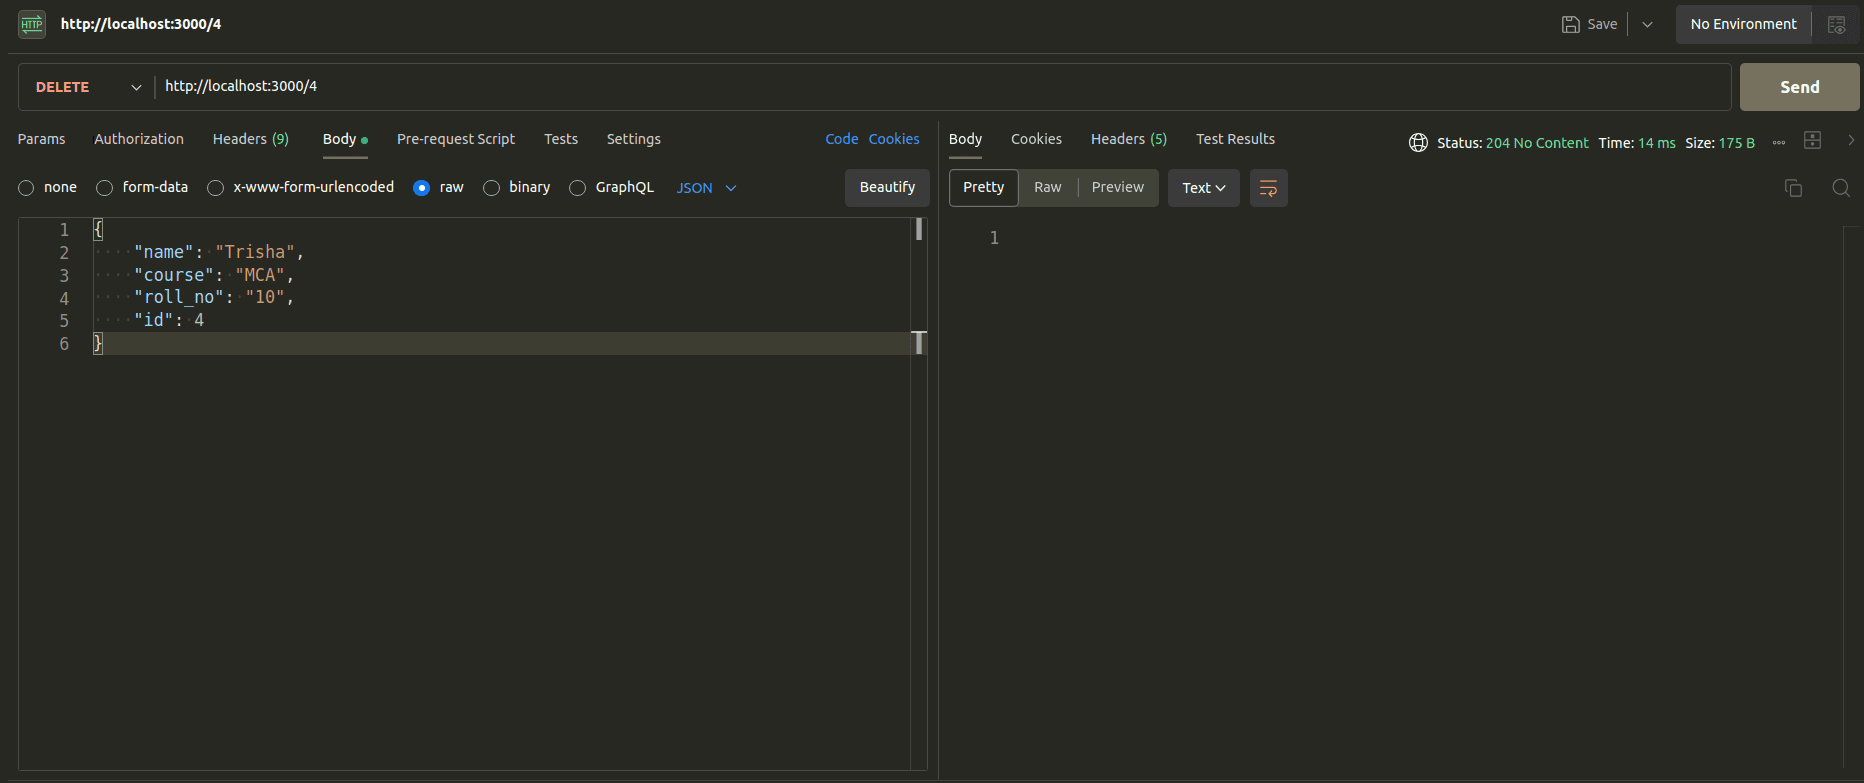 HTTP http://localhost:3000/4 Save No Environment
DELETE http://localhost:3000/4 Send
Params Authorization Headers (9) Body Pre-request Script Tests Settings Code Cookies
none form-data x-www-form-urlencoded raw binary GraphQL JSON Beautify
1 {
2 "name": "Trisha",
3 "course": "MCA",
4 "roll_no": "10",
5 "id": 4
6 }
Body Cookies Headers (5) Test Results Status: 204 No Content Time: 14 ms Size: 175 B
Pretty Raw Preview Text
1